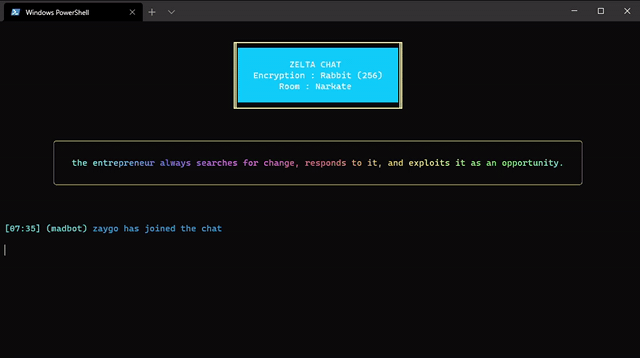 Windows PowerShell
ZELTA CHAT
Encryption : Rabbit (256)
Room : Narkate
the entrepreneur always searches for change, responds to it, and exploits it as an opportunity.
[07:35] (madbot) zaygo has joined the chat